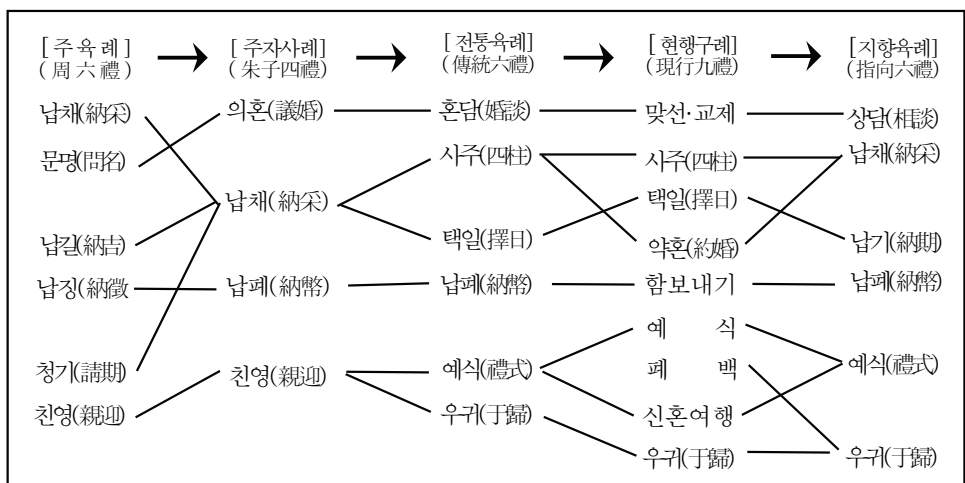 [주 육 례] [주자사례] [전통육례] [현행구례] [지향육례]
(周 六 禮) (朱子四禮) (傳統六禮) (現行九禮) (指向六禮)
납채(納采) 의혼(議婚) 혼담(婚談) 맞선·교제 상담(相談)
문명(問名) 사주(四柱) 사주(四柱) 납채(納采)
납채(納采) 택일(擇日)
납길(納吉) 택일(擇日) 약혼(約婚) 납기(納期)
납징(納徵 납폐(納幣) 납폐(納幣) 함보내기 납폐(納幣)
예 식
청기(請期) 친영(親迎) 예식(禮式) 폐 백 예식(禮式)
친영(親迎) 우귀(于歸) 신혼여행
우귀(于歸) 우귀(于歸)